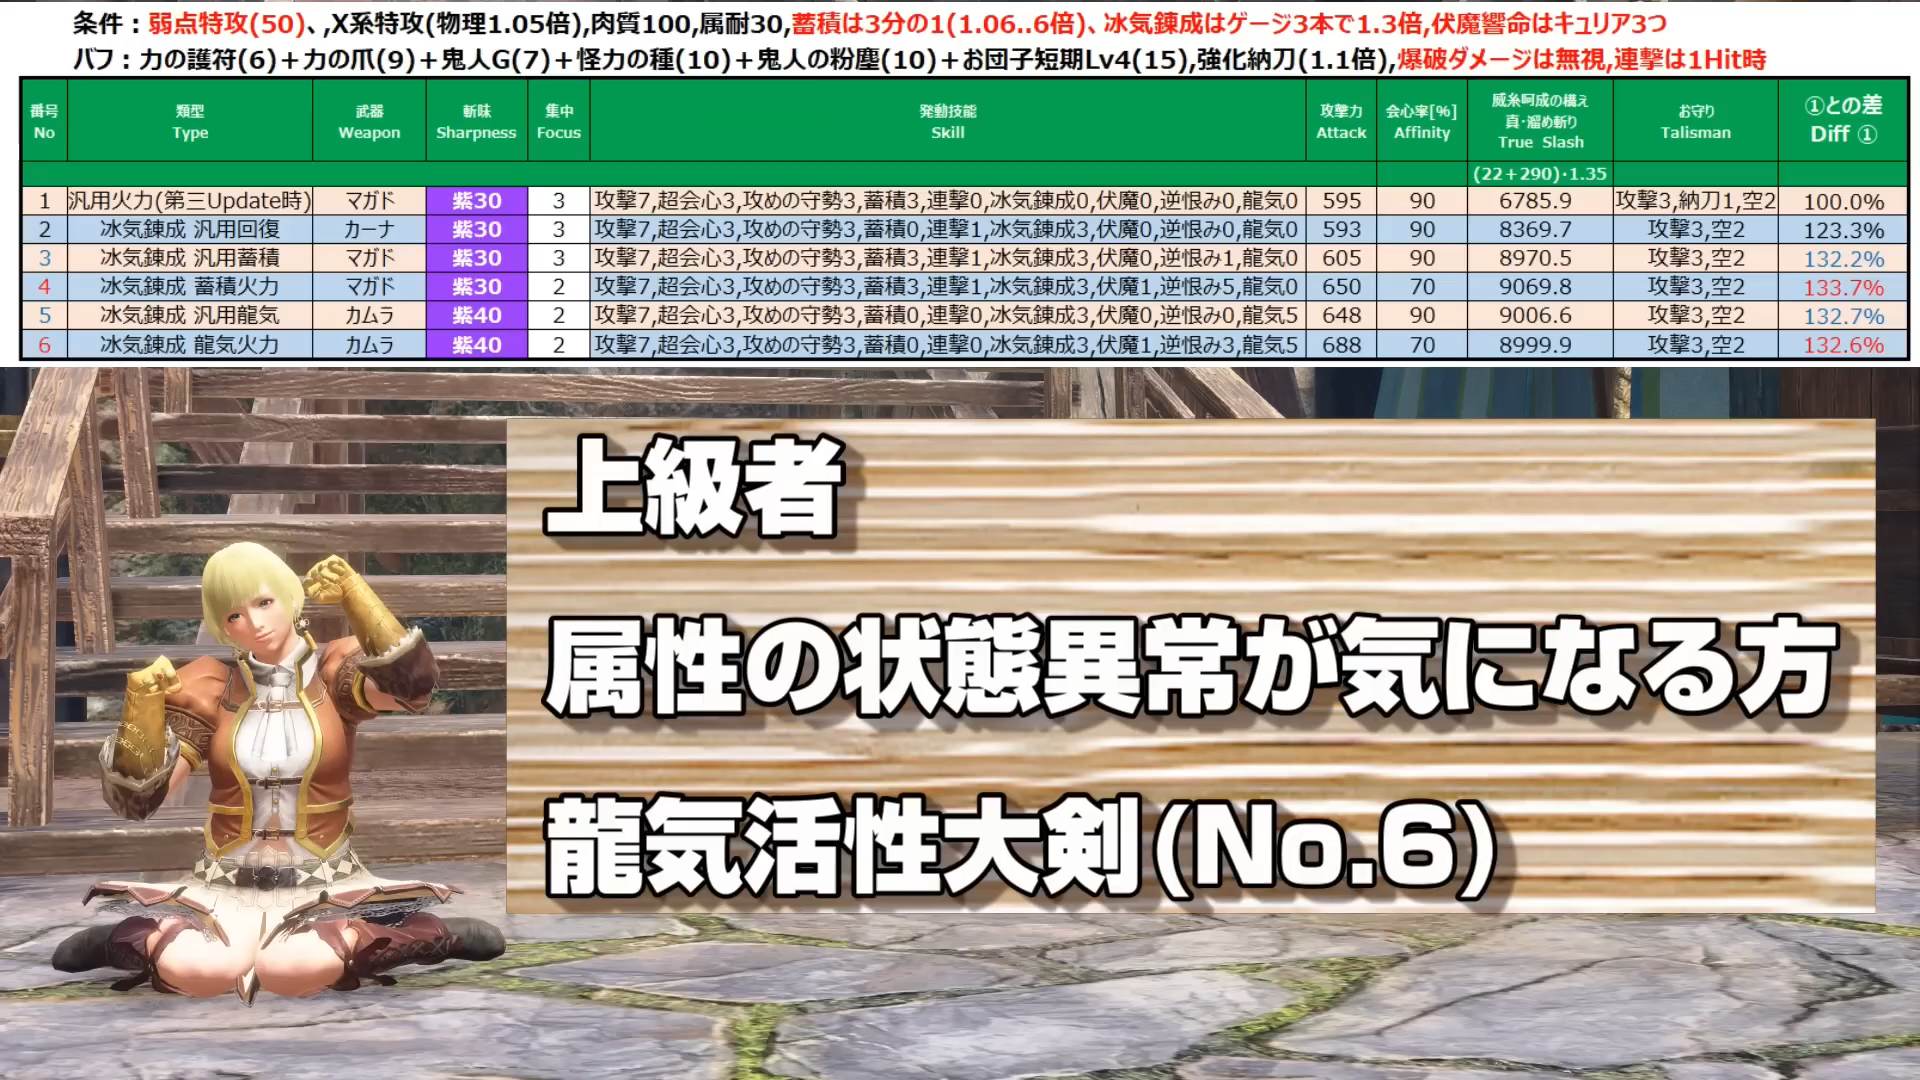 条件：弱点特攻(50)、,X系特攻(物理1.05倍),肉質100,属耐30,蓄積は3分の1(1.06..6倍)、氷気錬成はゲージ3本で1.3倍,伏魔響命はキュリア3つ
バフ：力の護符(6)＋力の爪(9)＋鬼人G(7)＋怪力の種(10)＋鬼人の粉塵(10)＋お団子短期Lv4(15),強化納刀(1.1倍),爆破ダメージは無視,連撃は1Hit時
番号 No 類型 Type 武器 Weapon 斬味 Sharpness 集中 Focus 発動技能 Skill 攻撃力 Attack 会心率[%] Affinity 威糸呵成の構え 真・溜め斬り True Slash お守り Talisman ①との差 Diff ①
(22＋290)・1.35
1 汎用火力(第三Update時) マガド 紫30 3 攻撃7,超会心3,攻めの守勢3,蓄積3,連撃0,冰気錬成0,伏魔0,逆恨み0,龍気0 595 90 6785.9 攻撃3,納刀1,空2 100.0%
2 冰気錬成 汎用回復 カーナ 紫30 3 攻撃7,超会心3,攻めの守勢3,蓄積0,連撃1,冰気錬成3,伏魔0,逆恨み0,龍気0 593 90 8369.7 攻撃3,空2 123.3%
3 冰気錬成 汎用蓄積 マガド 紫30 3 攻撃7,超会心3,攻めの守勢3,蓄積3,連撃1,冰気錬成3,伏魔0,逆恨み1,龍気0 605 90 8970.5 攻撃3,空2 132.2%
4 冰気錬成 蓄積火力 マガド 紫30 2 攻撃7,超会心3,攻めの守勢3,蓄積3,連撃1,冰気錬成3,伏魔1,逆恨み5,龍気0 650 70 9069.8 攻撃3,空2 133.7%
5 冰気錬成 汎用龍気 カムラ 紫40 2 攻撃7,超会心3,攻めの守勢3,蓄積0,連撃0,冰気錬成3,伏魔0,逆恨み0,龍気5 648 90 9006.6 攻撃3,空2 132.7%
6 冰気錬成 龍気火力 カムラ 紫40 2 攻撃7,超会心3,攻めの守勢3,蓄積0,連撃0,冰気錬成3,伏魔1,逆恨み3,龍気5 688 70 8999.9 攻撃3,空2 132.6%
上級者
属性の状態異常が気になる方
龍気活性大剣(No.6)